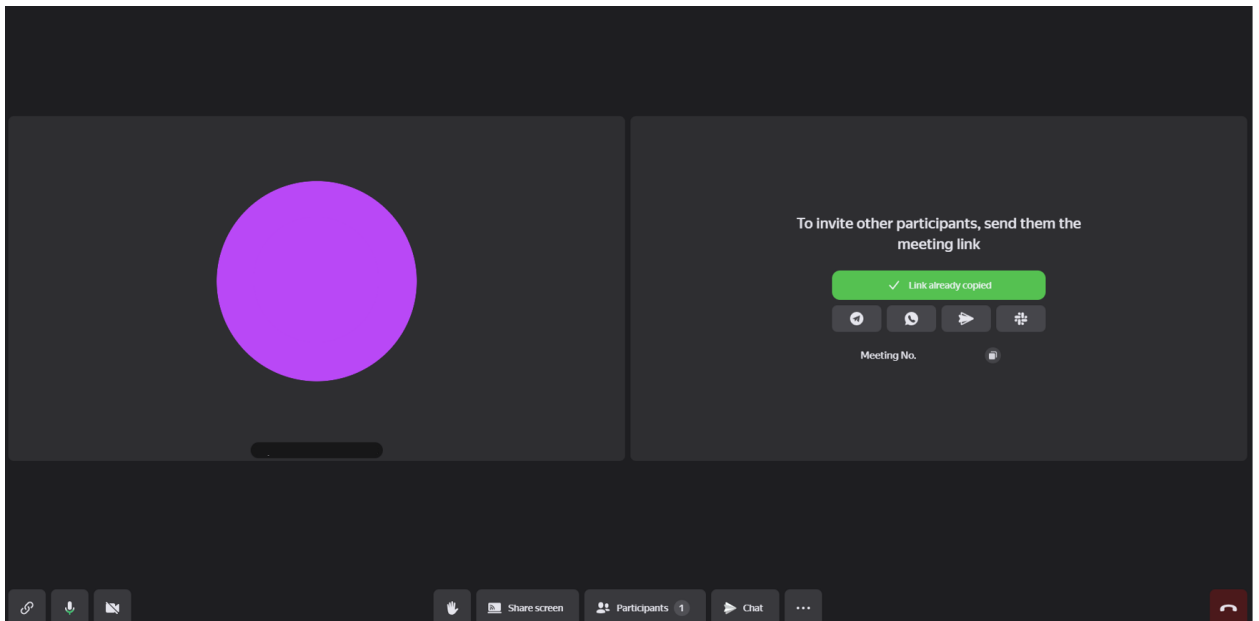 To invite other participants, send them the
meeting link
Link already copied
Meeting No.
Share screen
Participants 1
Chat